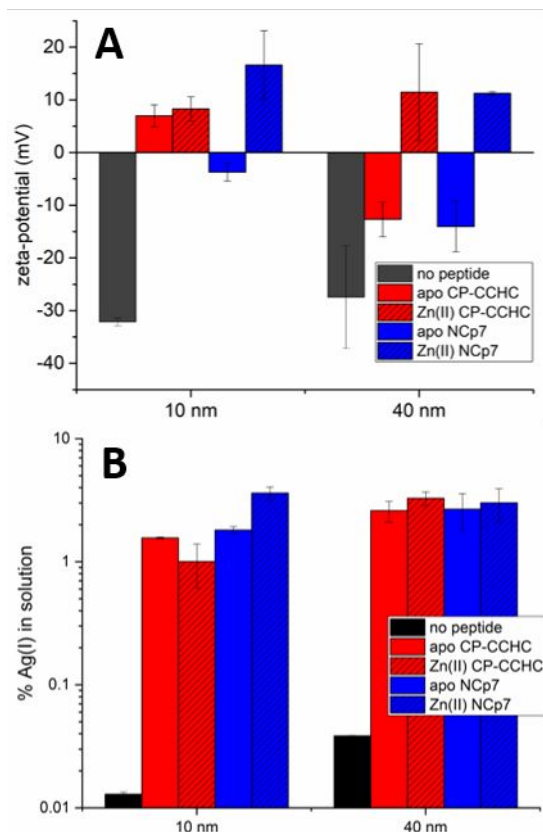 A
20
10
0
-10
-20
-30
-40
zeta-potential (mV)
no peptide
apo CP-CCHC
Zn(II) CP-CCHC
apo NCp7
Zn(II) NCp7
10 nm
40 nm
B
10
1
0.1
0.01
% Ag(I) in solution
no peptide
apo CP-CCHC
Zn(II) CP-CCHC
apo NCp7
Zn(II) NCp7
10 nm
40 nm